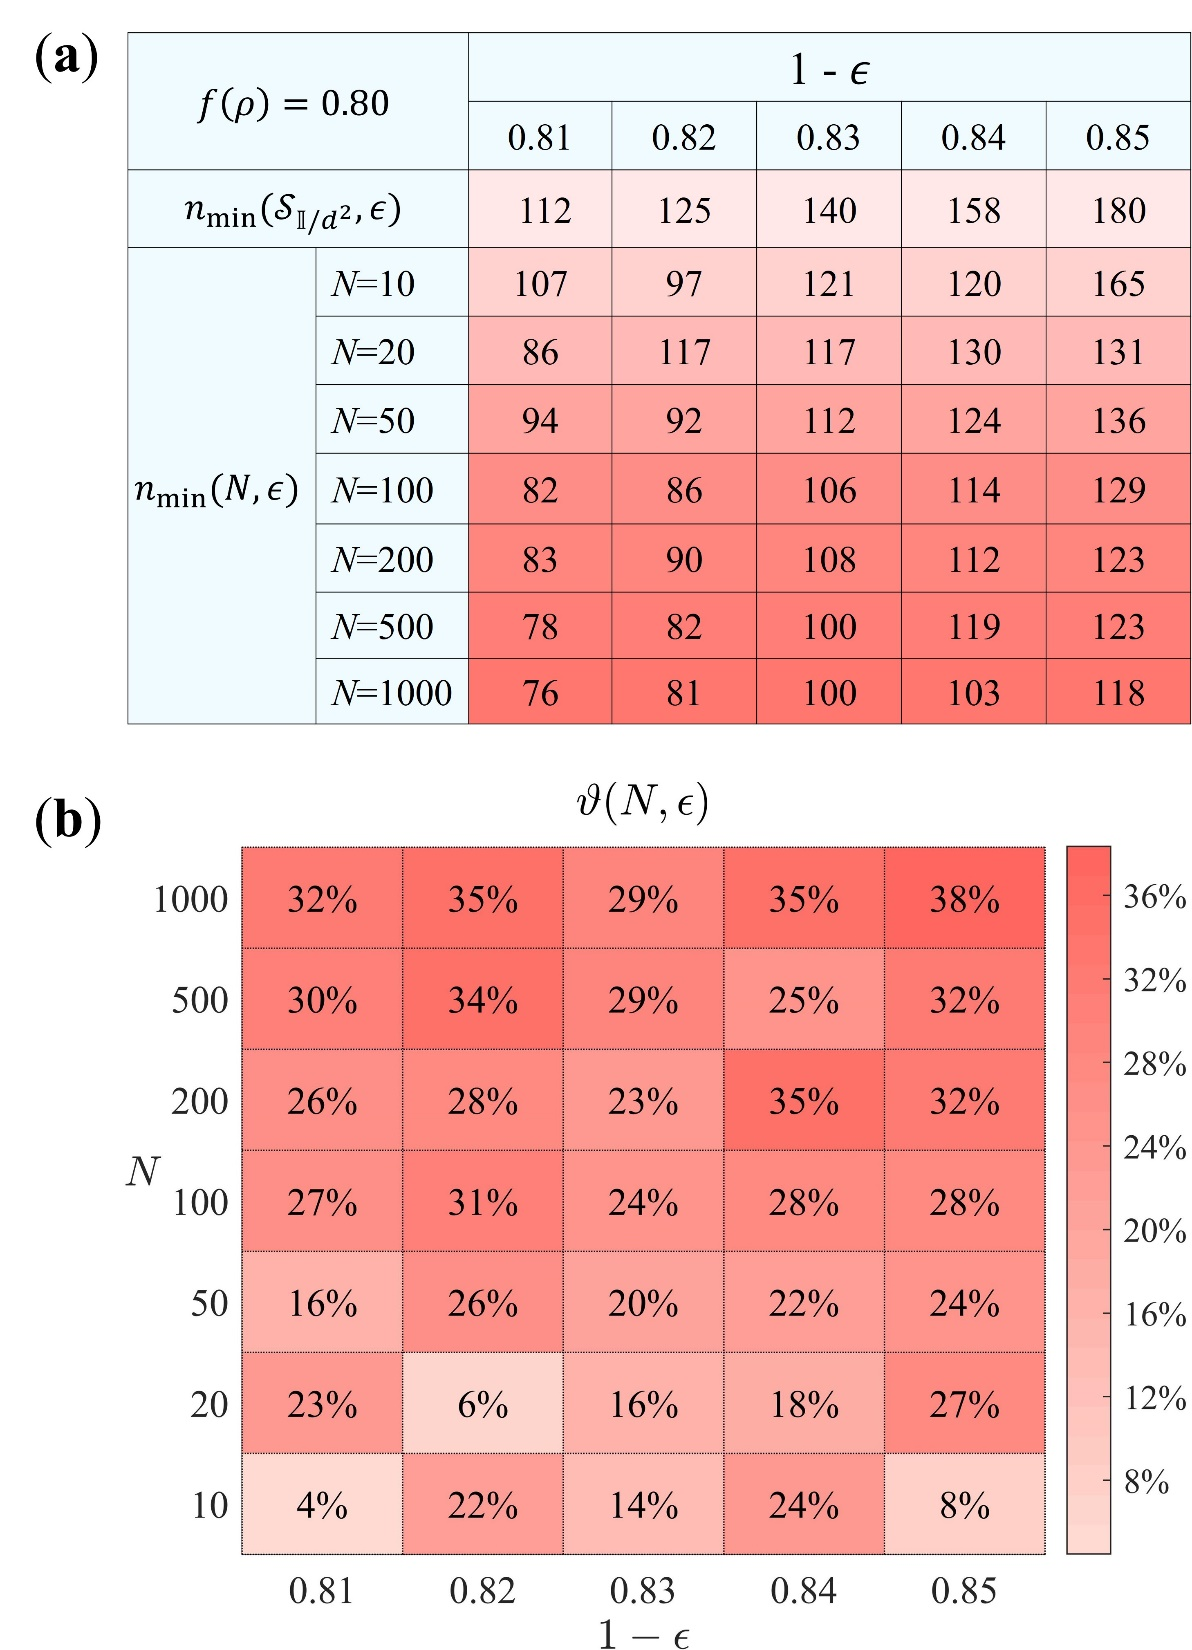 (a)
f(ρ) = 0.80 1 - ϵ
0.81 0.82 0.83 0.84 0.85
n_min(𝒮_𝕀/d², ϵ) 112 125 140 158 180
N=10 107 97 121 120 165
N=20 86 117 117 130 131
N=50 94 92 112 124 136
n_min(N, ϵ) N=100 82 86 106 114 129
N=200 83 90 108 112 123
N=500 78 82 100 119 123
N=1000 76 81 100 103 118
(b)
ϑ(N, ϵ)
1000 32% 35% 29% 35% 38% 36%
500 30% 34% 29% 25% 32% 32%
28%
200 26% 28% 23% 35% 32%
24%
N
100 27% 31% 24% 28% 28%
20%
50 16% 26% 20% 22% 24% 16%
20 23% 6% 16% 18% 27% 12%
10 4% 22% 14% 24% 8% 8%
0.81 0.82 0.83 0.84 0.85
1 − ϵ